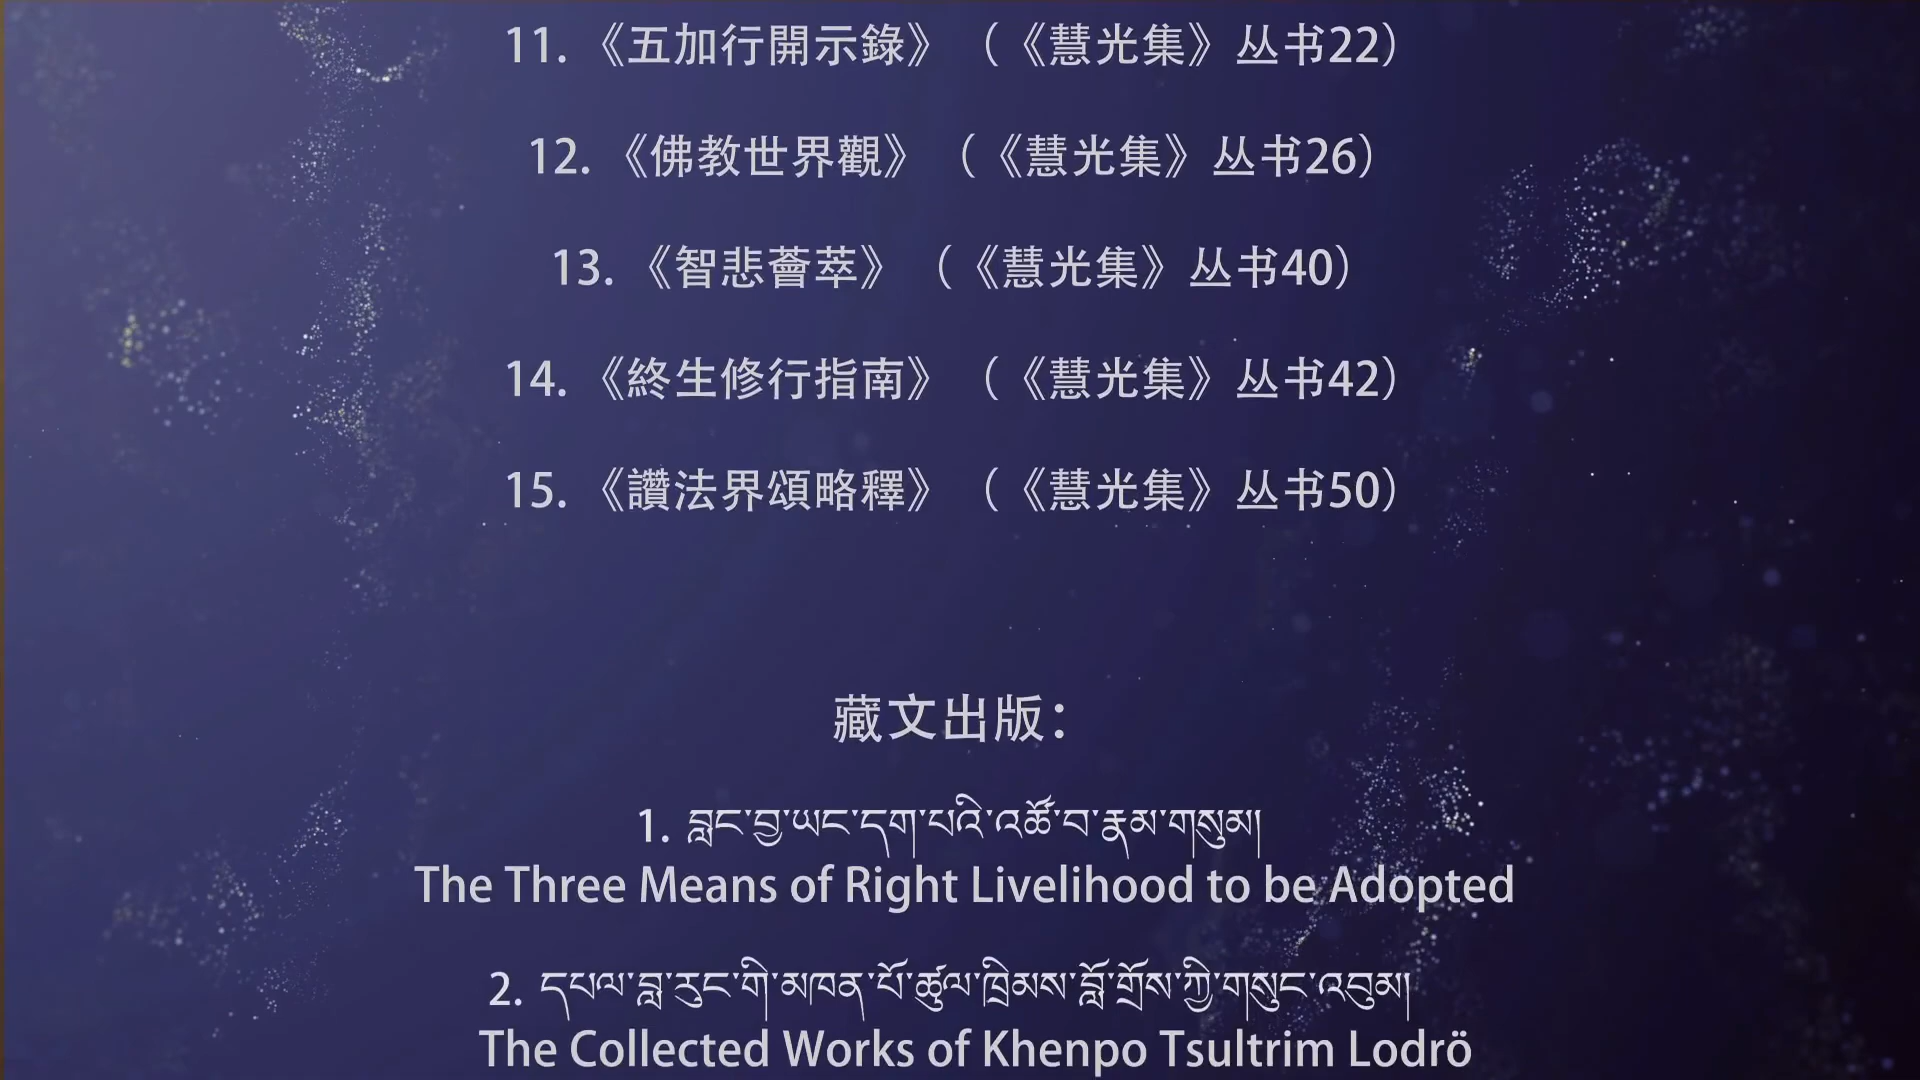 11. 《五加行開示錄》（《慧光集》丛书22）
12. 《佛教世界觀》（《慧光集》丛书26）
13. 《智悲薈萃》（《慧光集》丛书40）
14. 《終生修行指南》（《慧光集》丛书42）
15. 《讚法界頌略釋》（《慧光集》丛书50）
藏文出版：
1. བླང་བྱ་ཡང་དག་པའི་འཚོ་བ་རྣམ་གསུམ།
The Three Means of Right Livelihood to be Adopted
2. དཔལ་བླ་རུང་གི་མཁན་པོ་ཚུལ་ཁྲིམས་བློ་གྲོས་ཀྱི་གསུང་འབུམ།
The Collected Works of Khenpo Tsultrim Lodrö